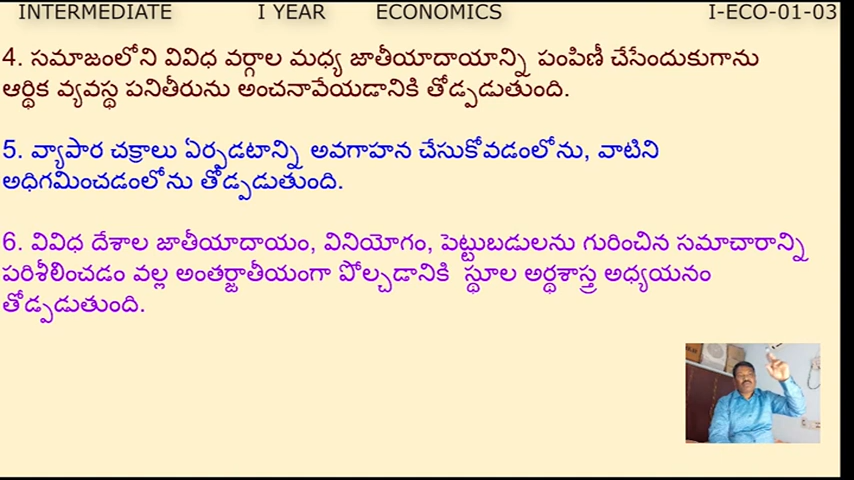 INTERMEDIATE I YEAR ECONOMICS I-ECO-01-03
4. సమాజంలోని వివిధ వర్గాల మధ్య జాతీయాదాయాన్ని పంపిణీ చేసేందుకుగాను
ఆర్థిక వ్యవస్థ పనితీరును అంచనావేయడానికి తోడ్పడుతుంది.
5. వ్యాపార చక్రాలు ఏర్పడటాన్ని అవగాహన చేసుకోవడంలోను, వాటిని
అధిగమించడంలోను తోడ్పడుతుంది.
6. వివిధ దేశాల జాతీయాదాయం, వినియోగం, పెట్టుబడులను గురించిన సమాచారాన్ని
పరిశీలించడం వల్ల అంతర్జాతీయంగా పోల్చడానికి స్థూల అర్థశాస్త్ర అధ్యయనం
తోడ్పడుతుంది.